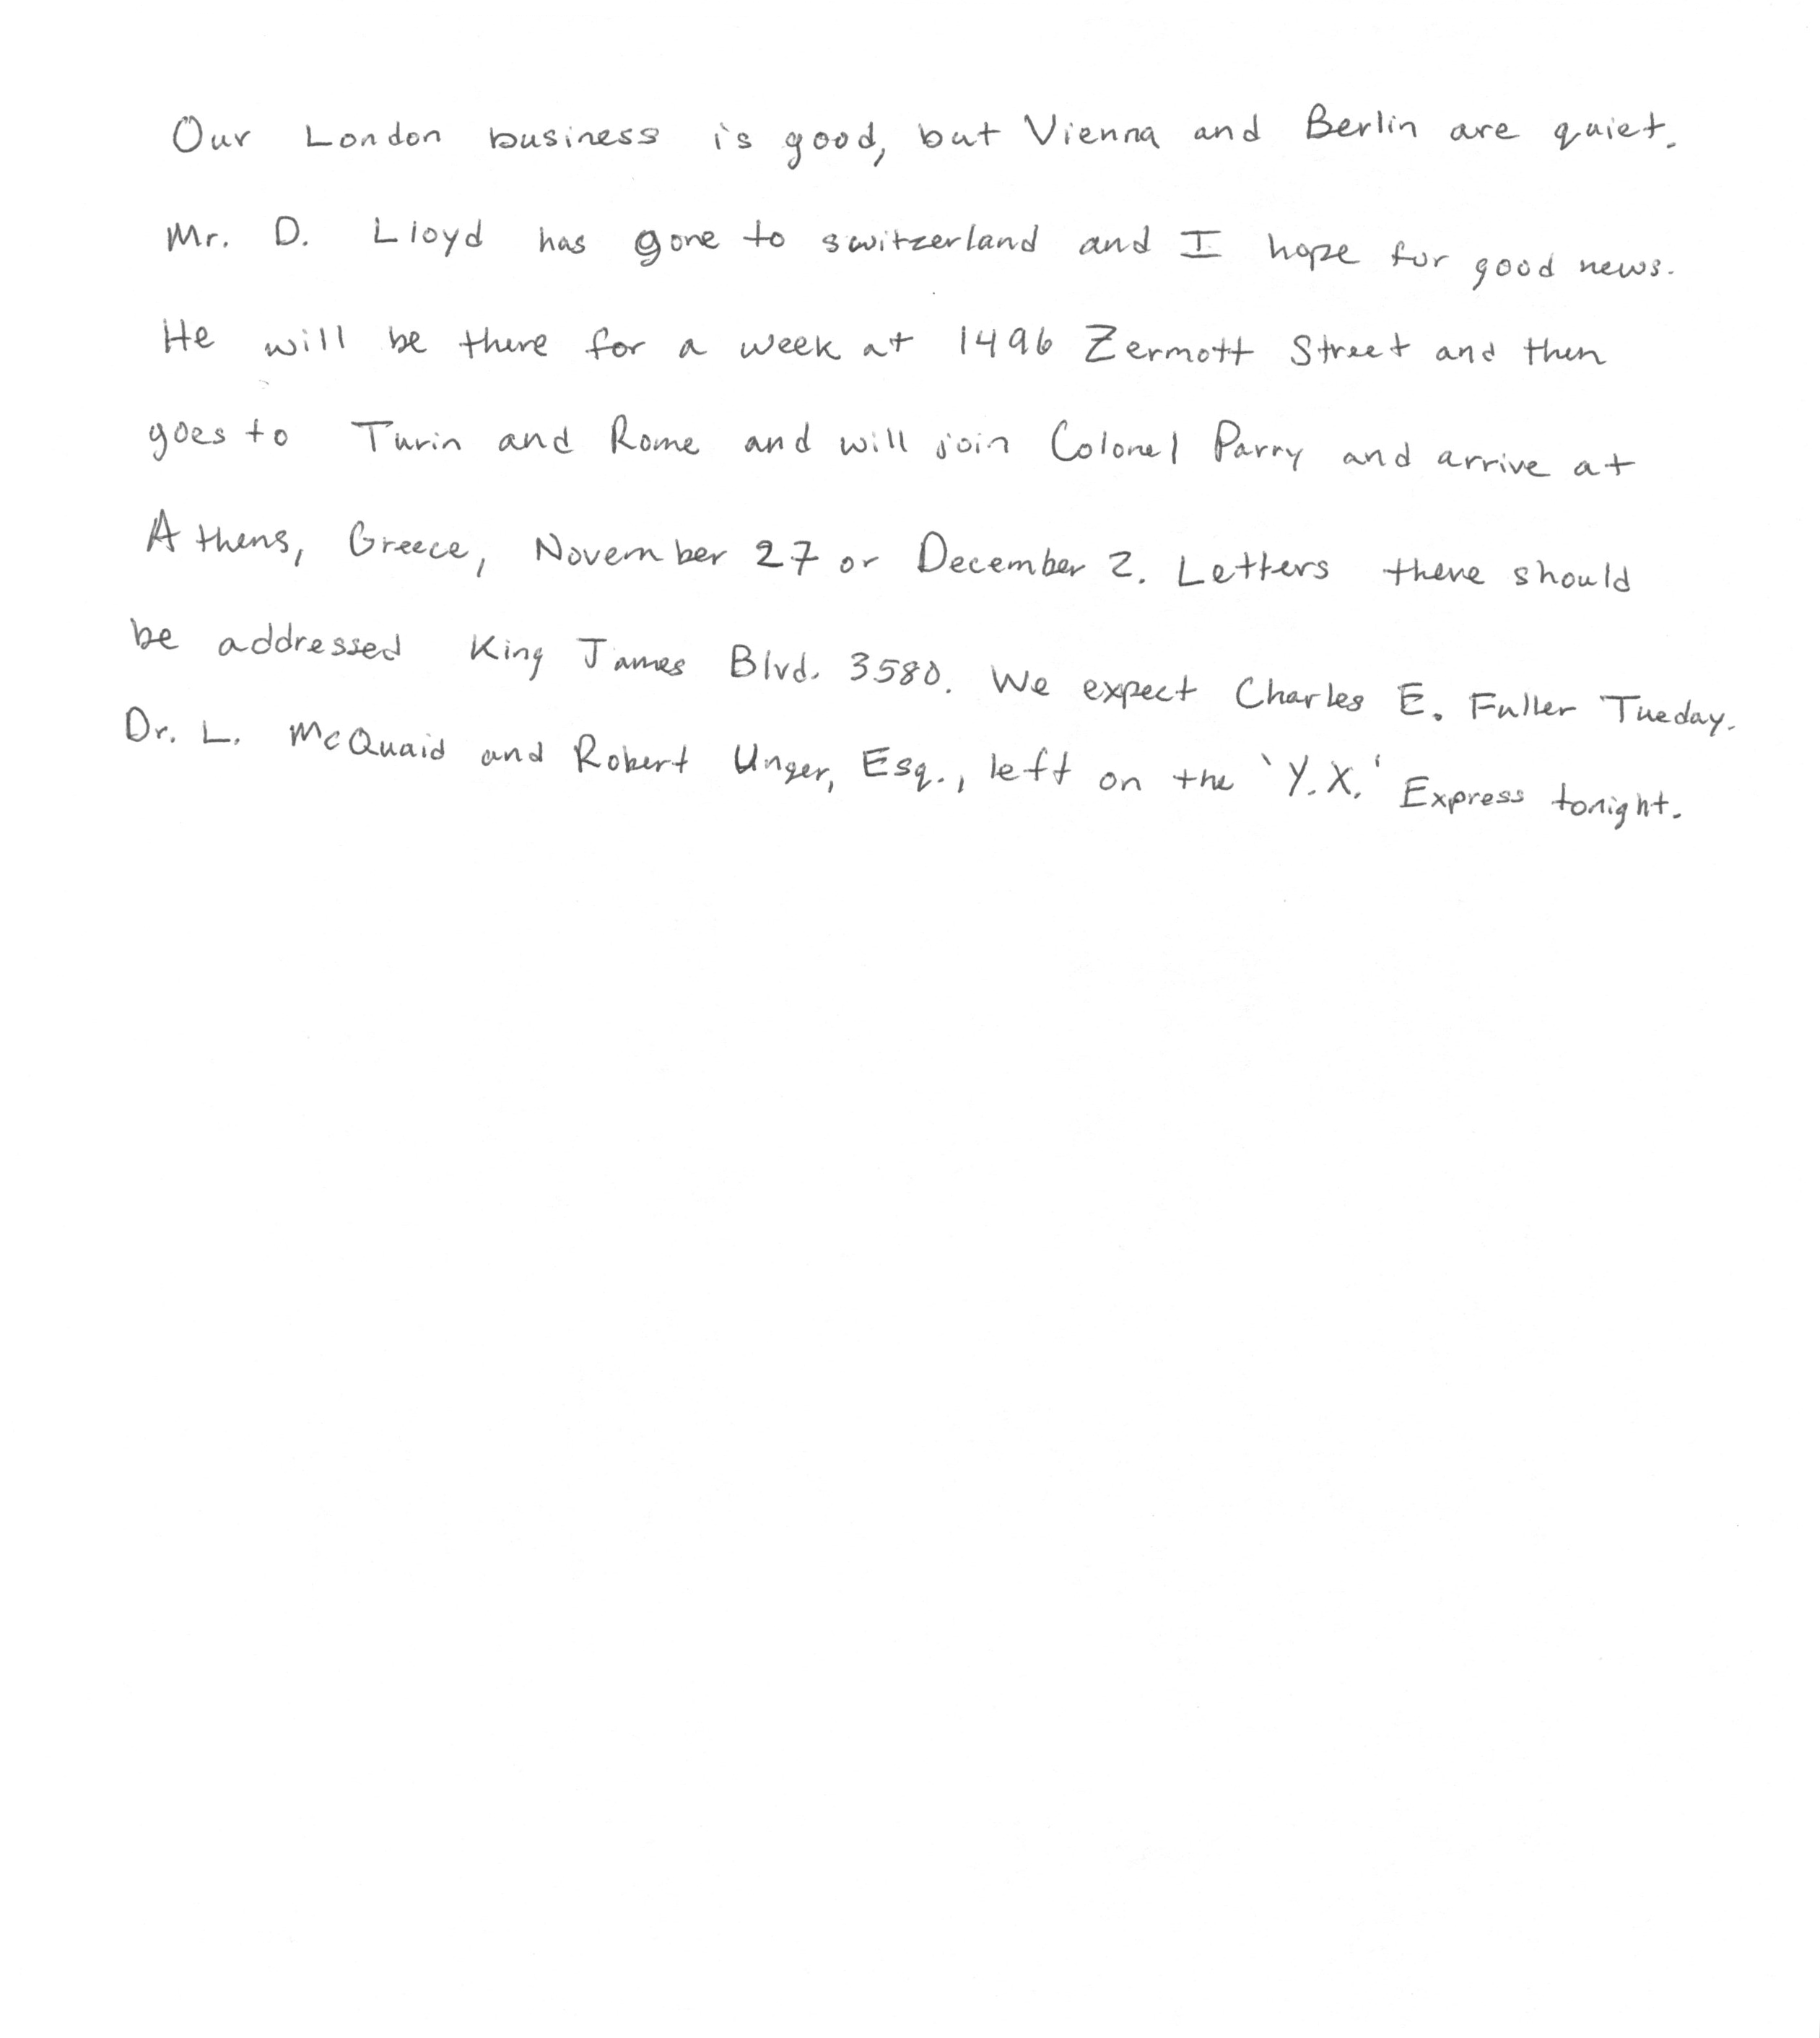 Our London business is good, but Vienna and Berlin are quiet.
Mr. D. Lloyd has gone to switzerland and I hope for good news.
He will be there for a week at 1496 Zermott Street and then
goes to Turin and Rome and will join Colonel Parry and arrive at
Athens, Greece, November 27 or December 2. Letters there should
be addressed King James Blvd. 3580. We expect Charles E. Fuller Tueday.
Dr. L. McQuaid and Robert Unger, Esq., left on the 'Y.X.' Express tonight.